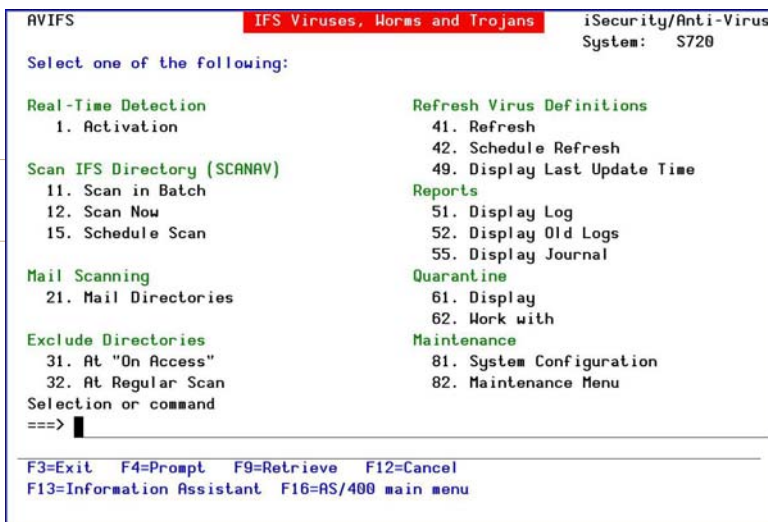 AVIFS IFS Viruses, Worms and Trojans iSecurity/Anti-Virus
System: S720
Select one of the following:
Real-Time Detection Refresh Virus Definitions
1. Activation 41. Refresh
42. Schedule Refresh
Scan IFS Directory (SCANAV) 49. Display Last Update Time
11. Scan in Batch Reports
12. Scan Now 51. Display Log
15. Schedule Scan 52. Display Old Logs
55. Display Journal
Mail Scanning Quarantine
21. Mail Directories 61. Display
62. Work with
Exclude Directories Maintenance
31. At "On Access" 81. System Configuration
32. At Regular Scan 82. Maintenance Menu
Selection or command
===>
F3=Exit F4=Prompt F9=Retrieve F12=Cancel
F13=Information Assistant F16=AS/400 main menu